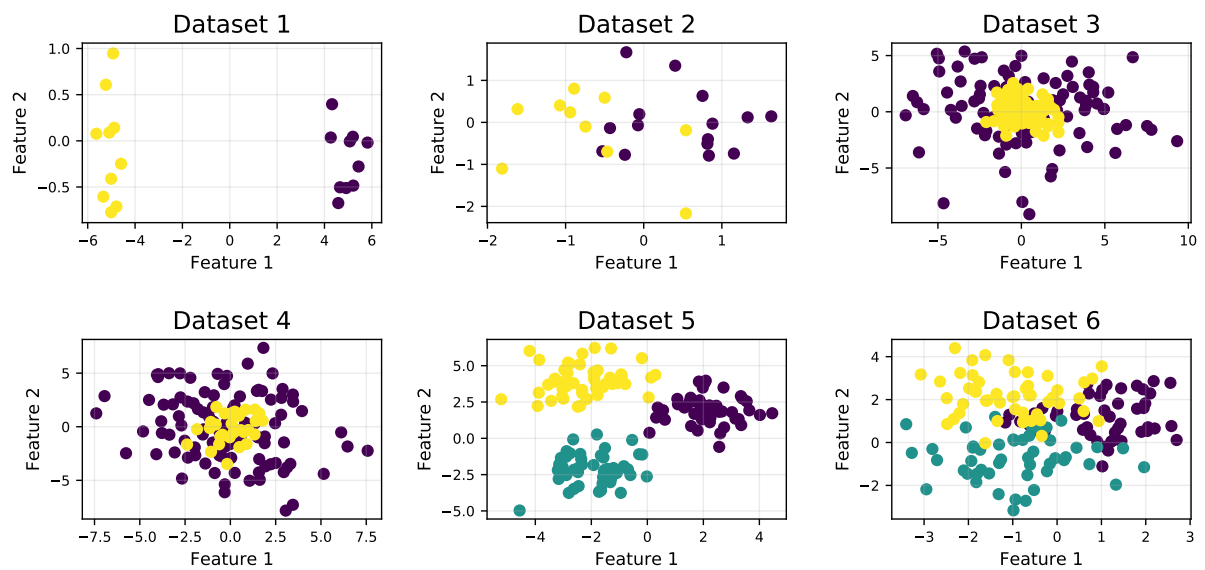 Dataset 1
1.0
0.5
0.0
−0.5
Feature 2
−6 −4 −2 0 2 4 6
Feature 1
Dataset 2
1
0
−1
−2
Feature 2
−2 −1 0 1
Feature 1
Dataset 3
5
0
−5
Feature 2
−5 0 5 10
Feature 1
Dataset 4
5
0
−5
Feature 2
−7.5 −5.0 −2.5 0.0 2.5 5.0 7.5
Feature 1
Dataset 5
5.0
2.5
0.0
−2.5
−5.0
Feature 2
−4 −2 0 2 4
Feature 1
Dataset 6
4
2
0
−2
Feature 2
−3 −2 −1 0 1 2 3
Feature 1